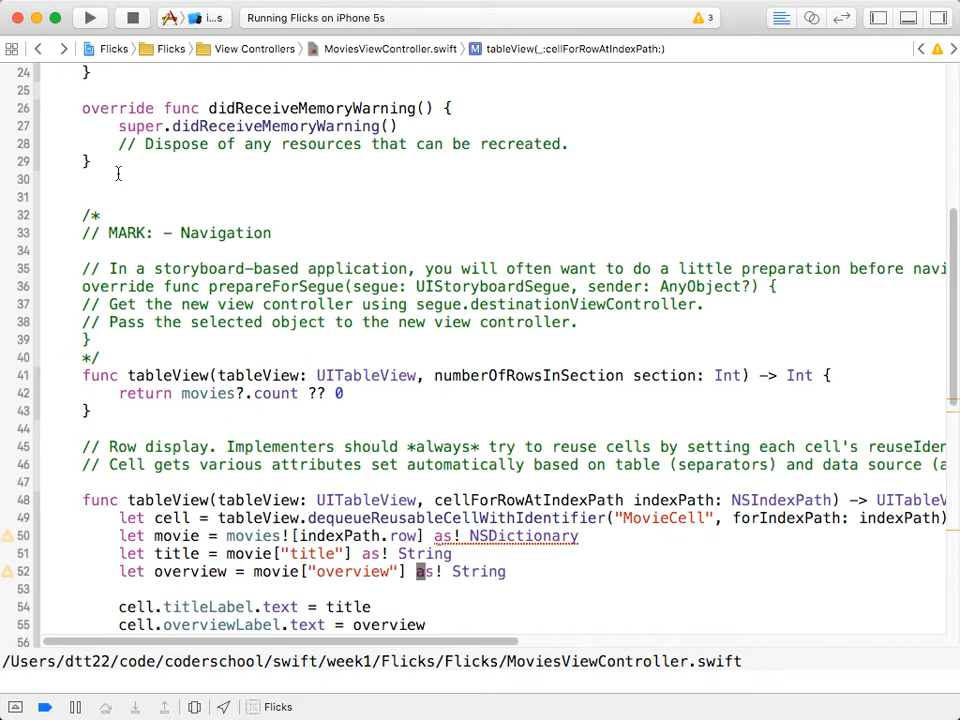 i...s Running Flicks on iPhone 5s 3
Flicks Flicks View Controllers MoviesViewController.swift tableView(_:cellForRowAtIndexPath:)
24 }
25
26 override func didReceiveMemoryWarning() {
27 super.didReceiveMemoryWarning()
28 // Dispose of any resources that can be recreated.
29 }
30
31
32 /*
33 // MARK: - Navigation
34
35 // In a storyboard-based application, you will often want to do a little preparation before navi
36 override func prepareForSegue(segue: UIStoryboardSegue, sender: AnyObject?) {
37 // Get the new view controller using segue.destinationViewController.
38 // Pass the selected object to the new view controller.
39 }
40 */
41 func tableView(tableView: UITableView, numberOfRowsInSection section: Int) -> Int {
42 return movies?.count ?? 0
43 }
44
45 // Row display. Implementers should *always* try to reuse cells by setting each cell's reuseIden
46 // Cell gets various attributes set automatically based on table (separators) and data source (a
47
48 func tableView(tableView: UITableView, cellForRowAtIndexPath indexPath: NSIndexPath) -> UITableV
49 let cell = tableView.dequeueReusableCellWithIdentifier("MovieCell", forIndexPath: indexPath)
50 let movie = movies![indexPath.row] as! NSDictionary
51 let title = movie["title"] as! String
52 let overview = movie["overview"] as! String
53
54 cell.titleLabel.text = title
55 cell.overviewLabel.text = overview
56
/Users/dtt22/code/coderschool/swift/week1/Flicks/Flicks/MoviesViewController.swift
Flicks